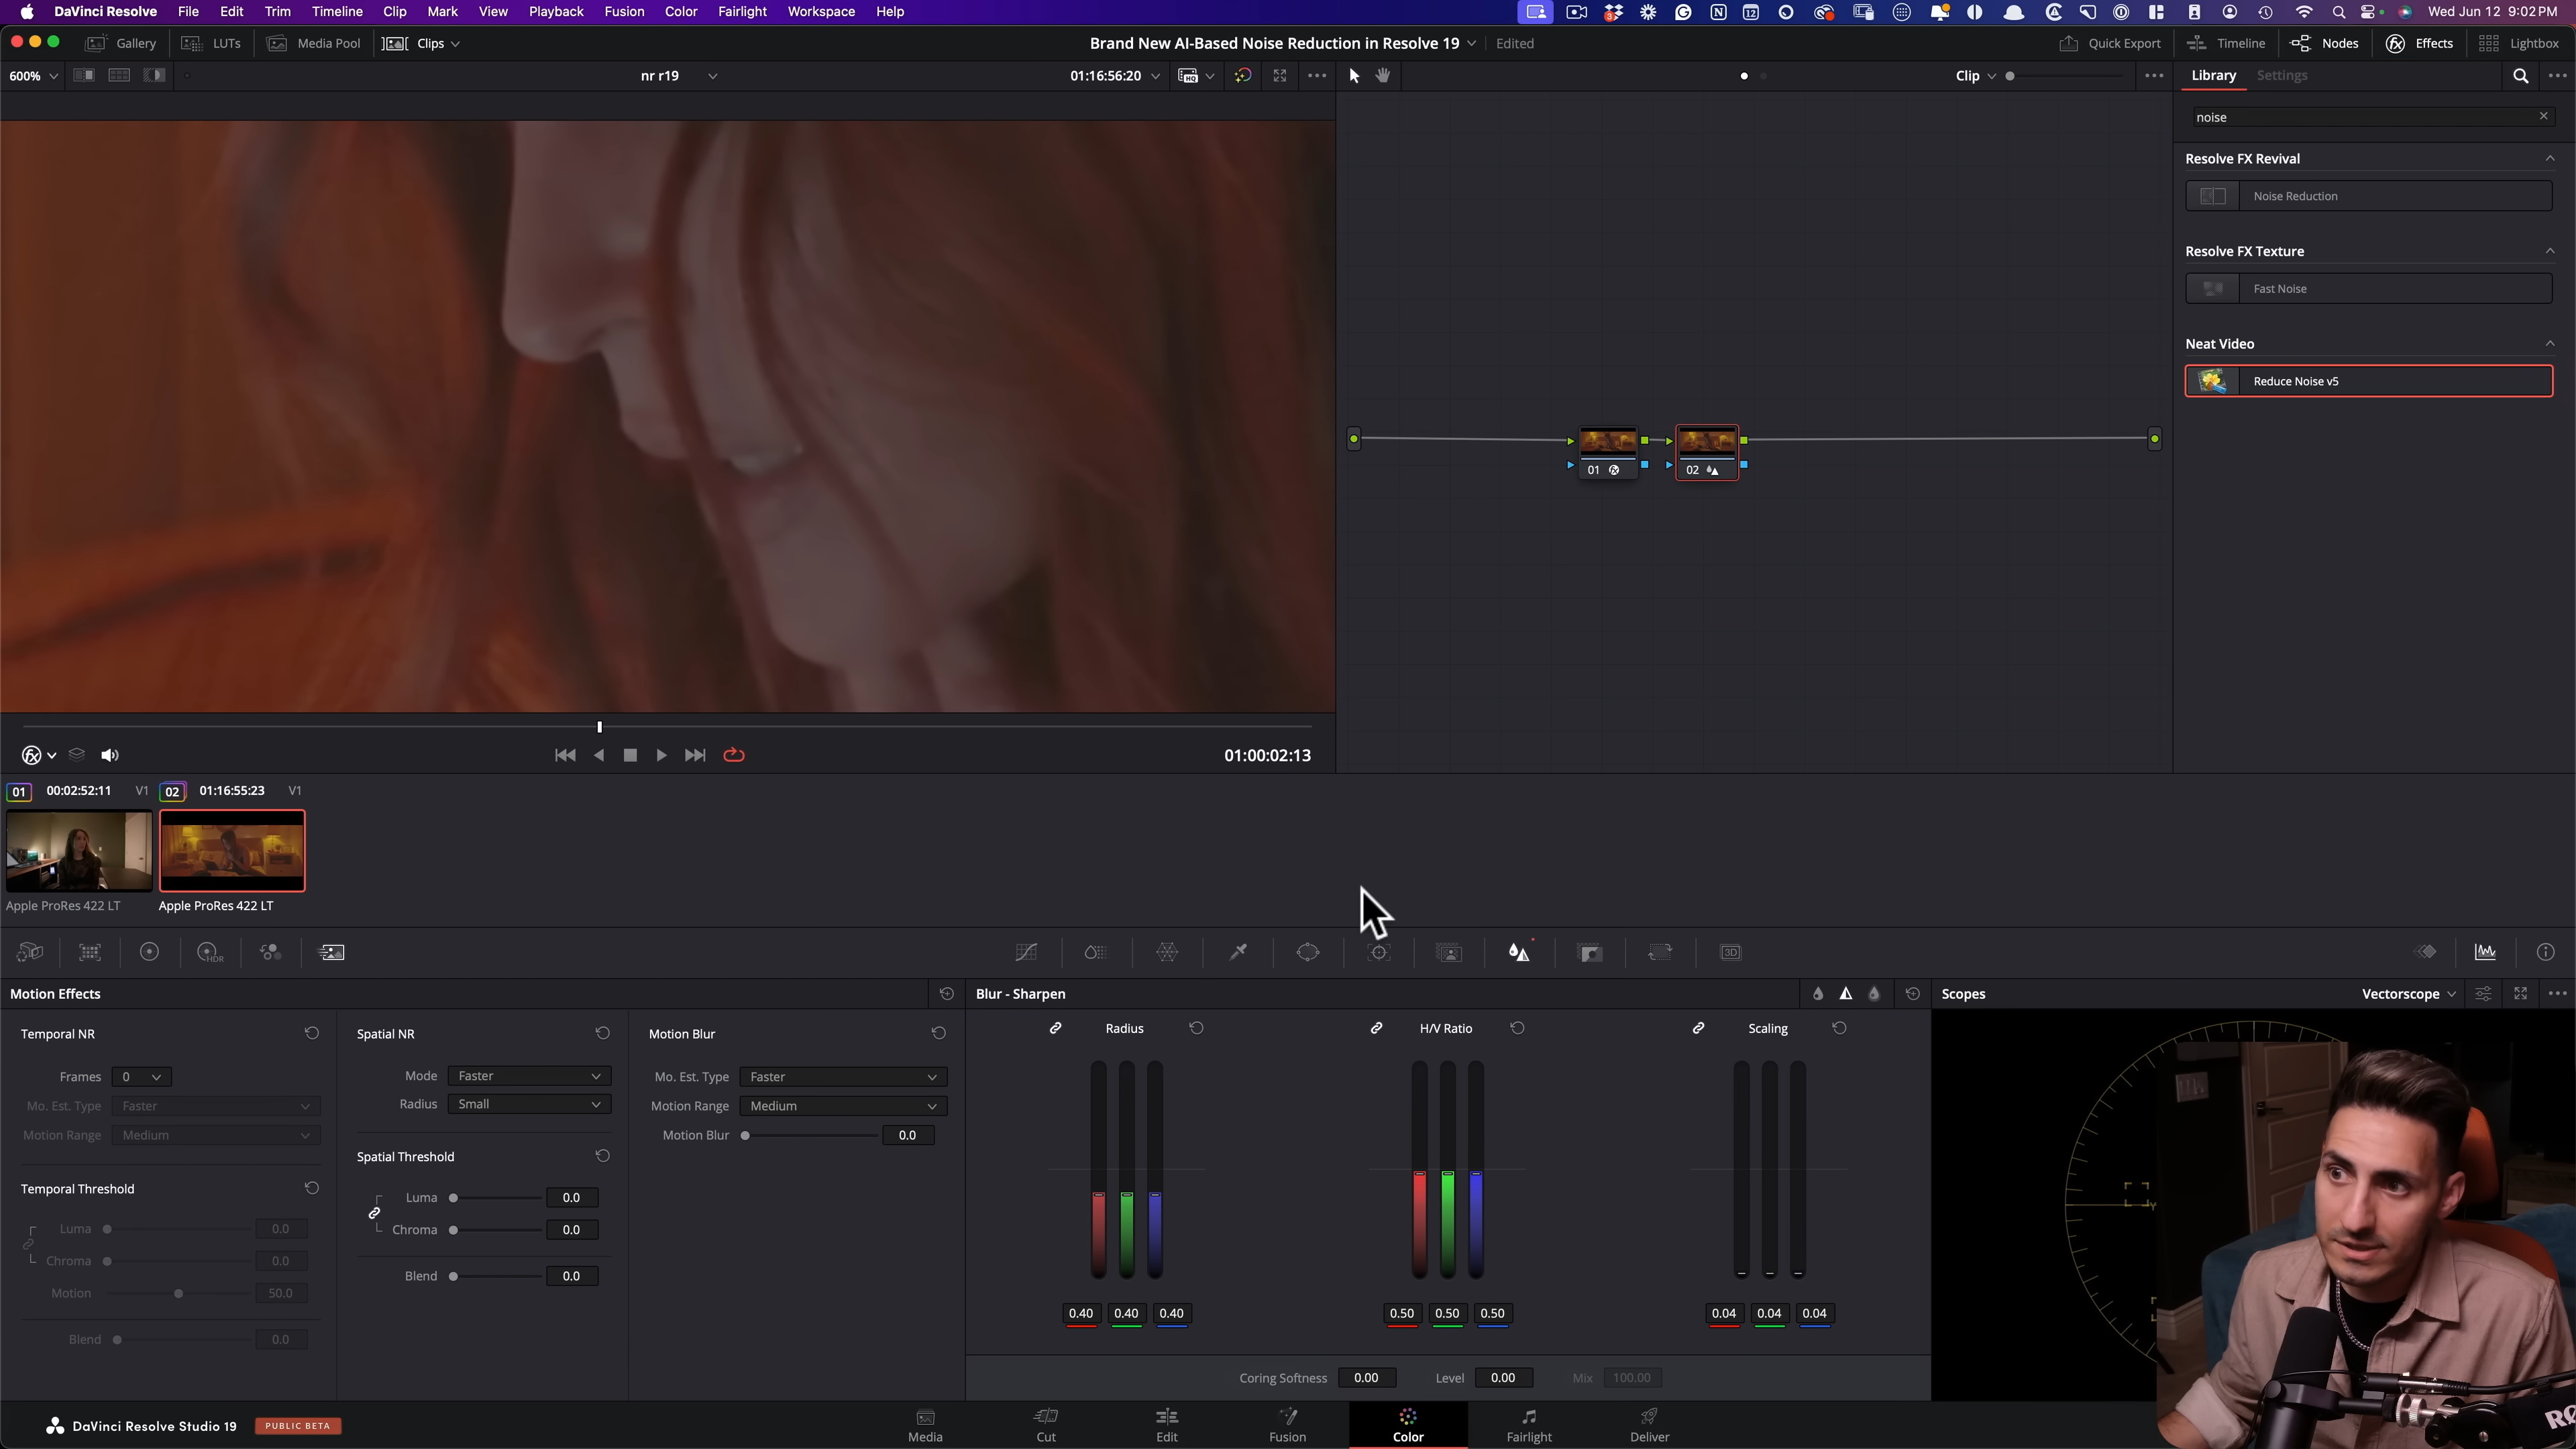 DaVinci Resolve File Edit Trim Timeline Clip Mark View Playback Fusion Color Fairlight Workspace Help Wed Jun 12 9:02 PM
Gallery LUTs Media Pool Clips Brand New AI-Based Noise Reduction in Resolve 19 Edited Quick Export Timeline Nodes Effects Lightbox
600% nr r19 01:16:56:20 Clip Library Settings
noise
Resolve FX Revival
Noise Reduction
Resolve FX Texture
Fast Noise
Neat Video
Reduce Noise v5
01 02
01:00:02:13
01 00:02:52:11 V1 02 01:16:55:23 V1
Apple ProRes 422 LT Apple ProRes 422 LT
HDR 3D
Motion Effects Blur - Sharpen Scopes Vectorscope
Temporal NR Spatial NR Motion Blur Radius H/V Ratio Scaling
Frames 0 Mode Faster Mo. Est. Type Faster
Mo. Est. Type Faster Radius Small Motion Range Medium
Motion Range Medium Motion Blur 0.0
Spatial Threshold
Temporal Threshold Luma 0.0
Luma 0.0 Chroma 0.0
Chroma 0.0 Blend 0.0
Motion 50.0
0.40 0.40 0.40 0.50 0.50 0.50 0.04 0.04 0.04
Blend 0.0
Coring Softness 0.00 Level 0.00 Mix 100.00
DaVinci Resolve Studio 19 PUBLIC BETA
Media Cut Edit Fusion Color Fairlight Deliver